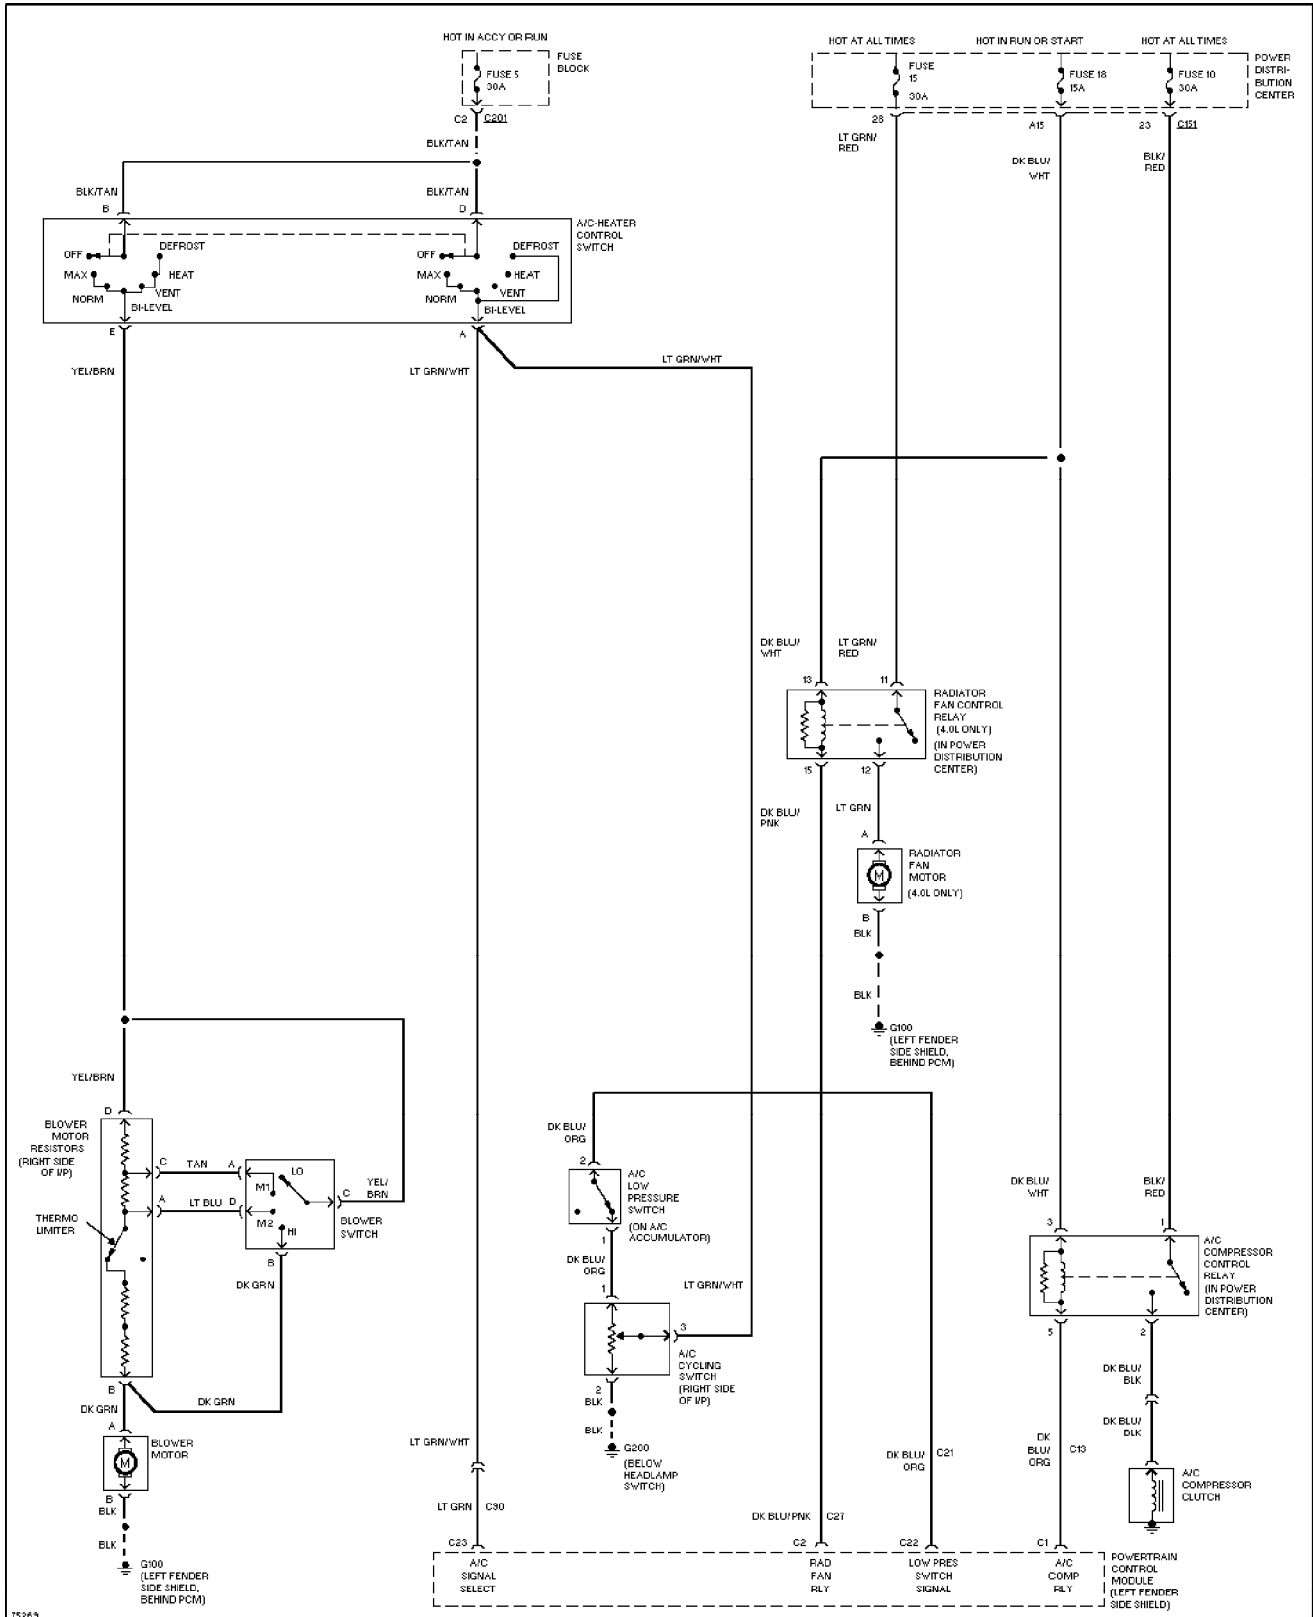 HOT IN ACCY OR RUN
FUSE 5
30A
FUSE
BLOCK
C2
C201
BLK/TAN
BLK/TAN
B
BLK/TAN
D
A/C-HEATER
CONTROL
SWITCH
OFF
DEFROST
MAX
HEAT
NORM
VENT
BI-LEVEL
OFF
DEFROST
MAX
HEAT
NORM
VENT
BI-LEVEL
E
A
YEL/BRN
LT GRN/WHT
LT GRN/WHT
HOT AT ALL TIMES
HOT IN RUN OR START
HOT AT ALL TIMES
FUSE
15
30A
FUSE 18
15A
FUSE 10
30A
POWER
DISTRI-
BUTION
CENTER
28
A15
23
C151
LT GRN/
RED
DK BLU/
WHT
BLK/
RED
DK BLU/
WHT
LT GRN/
RED
13
11
RADIATOR
FAN CONTROL
RELAY
(4.0L ONLY)
(IN POWER
DISTRIBUTION
CENTER)
15
12
DK BLU/
PNK
LT GRN
A
M
RADIATOR
FAN
MOTOR
(4.0L ONLY)
B
BLK
BLK
G100
(LEFT FENDER
SIDE SHIELD,
BEHIND PCM)
YEL/BRN
D
BLOWER
MOTOR
RESISTORS
(RIGHT SIDE
OF I/P)
THERMO
LIMITER
C
TAN
A
A
LT BLU
D
LO
M1
M2
HI
C
YEL/
BRN
BLOWER
SWITCH
B
DK GRN
B
DK GRN
DK GRN
A
M
BLOWER
MOTOR
B
BLK
BLK
G100
(LEFT FENDER
SIDE SHIELD,
BEHIND PCM)
DK BLU/
ORG
2
A/C
LOW
PRESSURE
SWITCH
(ON A/C
ACCUMULATOR)
1
DK BLU/
ORG
1
LT GRN/WHT
3
A/C
CYCLING
SWITCH
(RIGHT SIDE
OF I/P)
2
BLK
BLK
G200
(BELOW
HEADLAMP
SWITCH)
DK BLU/
WHT
BLK/
RED
3
1
A/C
COMPRESSOR
CONTROL
RELAY
(IN POWER
DISTRIBUTION
CENTER)
5
2
DK BLU/
BLK
DK BLU/
DLK
A/C
COMPRESSOR
CLUTCH
LT GRN/WHT
LT GRN
C90
DK BLU/PNK
C27
DK BLU/
ORG
C21
DK
BLU/
ORG
C13
C23
C2
C22
C1
A/C
SIGNAL
SELECT
RAD
FAN
RLY
LOW PRES
SWITCH
SIGNAL
A/C
COMP
RLY
POWERTRAIN
CONTROL
MODULE
(LEFT FENDER
SIDE SHIELD)
75269